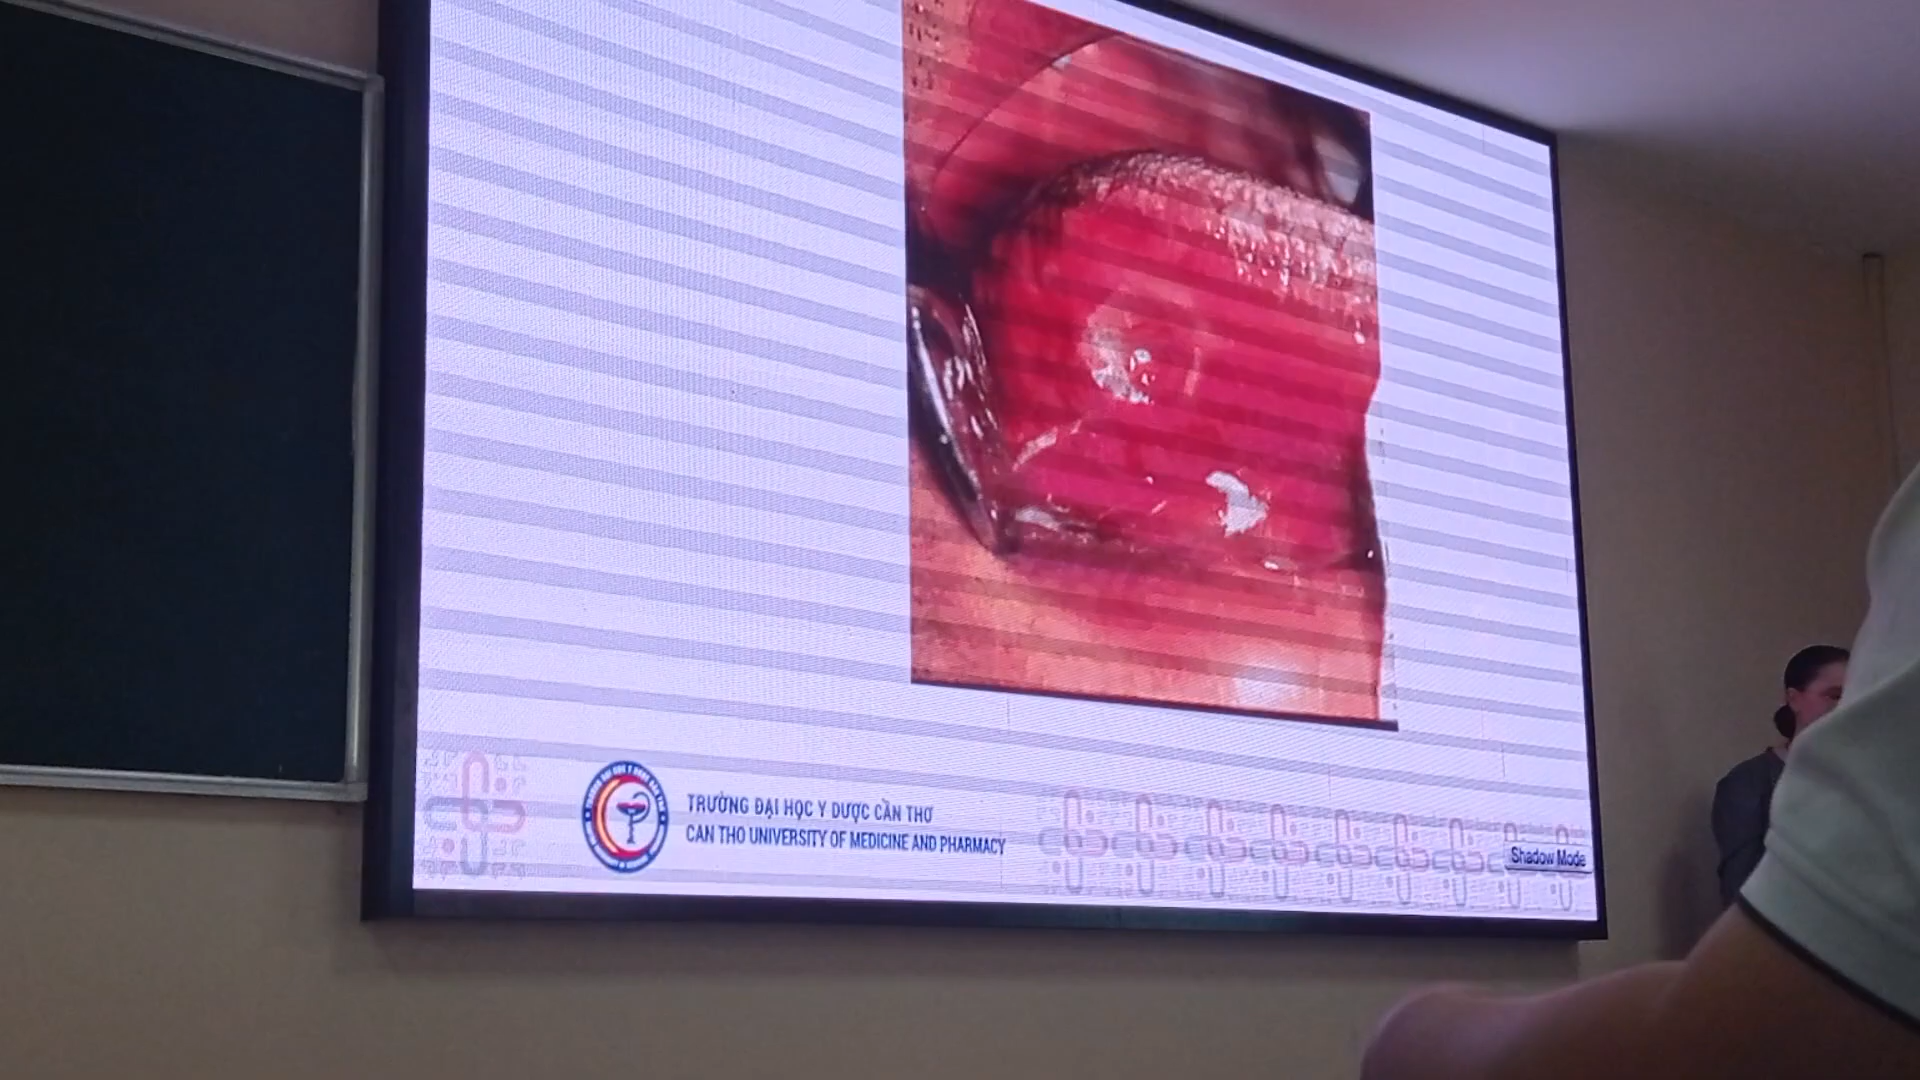 TRƯỜNG ĐẠI HỌC Y DƯỢC CẦN THƠ
CAN THO UNIVERSITY OF MEDICINE AND PHARMACY
Shadow Mode